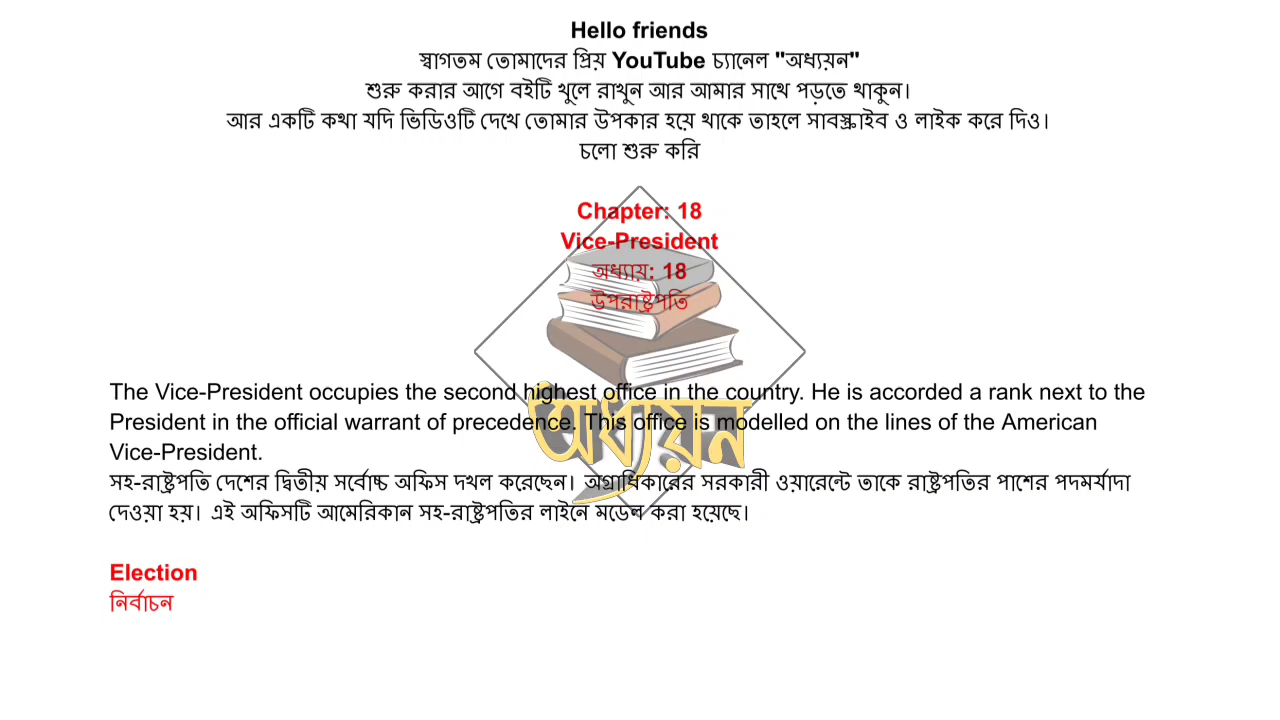 Hello friends
স্বাগতম তোমাদের প্রিয় YouTube চ্যানেল "অধ্যয়ন"
শুরু করার আগে বইটি খুলে রাখুন আর আমার সাথে পড়তে থাকুন।
আর একটি কথা যদি ভিডিওটি দেখে তোমার উপকার হয়ে থাকে তাহলে সাবস্ক্রাইব ও লাইক করে দিও।
চলো শুরু করি
Chapter: 18
Vice-President
অধ্যায়: 18
উপরাষ্ট্রপতি
The Vice-President occupies the second highest office in the country. He is accorded a rank next to the
President in the official warrant of precedence. This office is modelled on the lines of the American
Vice-President.
অধ্যয়ন
সহ-রাষ্ট্রপতি দেশের দ্বিতীয় সর্বোচ্চ অফিস দখল করেছেন। অগ্রাধিকারের সরকারী ওয়ারেন্টে তাকে রাষ্ট্রপতির পাশের পদমর্যাদা
দেওয়া হয়। এই অফিসটি আমেরিকান সহ-রাষ্ট্রপতির লাইনে মডেল করা হয়েছে।
Election
নির্বাচন